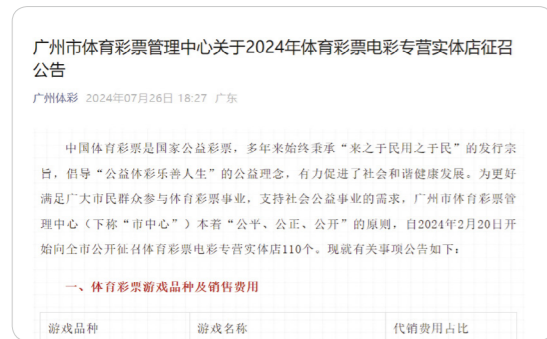 广州市体育彩票管理中心关于2024年体育彩票电彩专营实体店征召
公告
广州体彩 2024年07月26日 18:27 广东
中国体育彩票是国家公益彩票，多年来始终秉承“来之于民用之于民”的发行宗
旨，倡导“公益体彩乐善人生”的公益理念，有力促进了社会和谐健康发展。为更好
满足广大市民群众参与体育彩票事业，支持社会公益事业的需求，广州市体育彩票管
理中心（下称“市中心”）本着“公平、公正、公开”的原则，自2024年2月20日开
始向全市公开征召体育彩票电彩专营实体店110个。现就有关事项公告如下：
一、体育彩票游戏品种及销售费用
游戏品种 游戏名称 代销费用占比